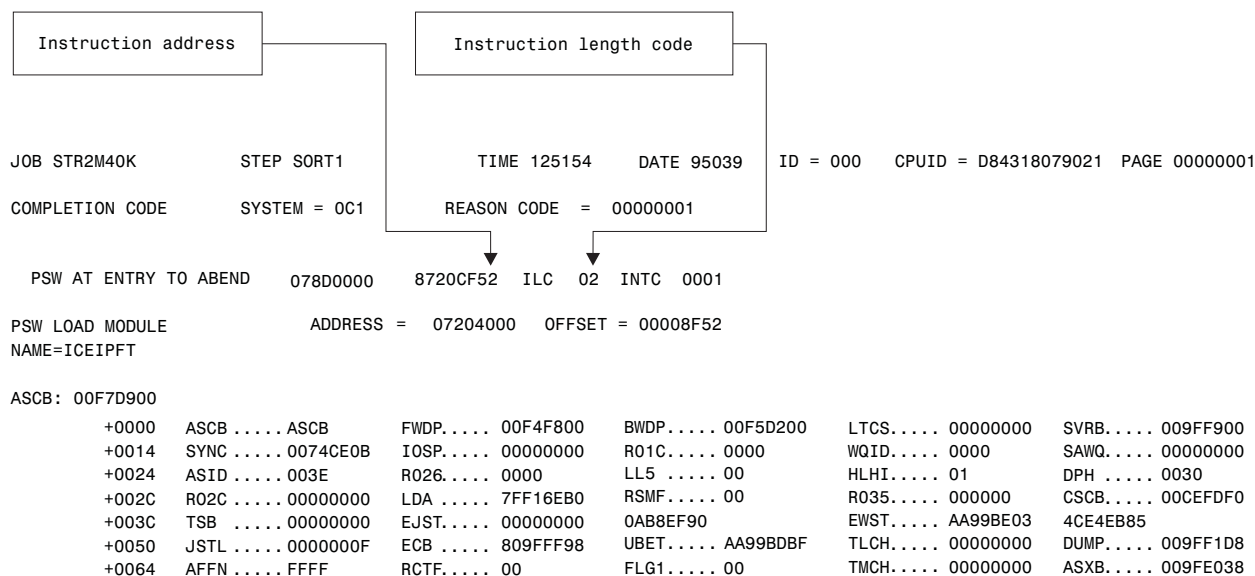 Instruction address Instruction length code
JOB STR2M40K STEP SORT1 TIME 125154 DATE 95039 ID = 000 CPUID = D84318079021 PAGE 00000001
COMPLETION CODE SYSTEM = 0C1 REASON CODE = 00000001
PSW AT ENTRY TO ABEND 078D0000 8720CF52 ILC 02 INTC 0001
PSW LOAD MODULE ADDRESS = 07204000 OFFSET = 00008F52
NAME=ICEIPFT
ASCB: 00F7D900
+0000 ASCB ..... ASCB FWDP..... 00F4F800 BWDP..... 00F5D200 LTCS..... 00000000 SVRB..... 009FF900
+0014 SYNC ..... 0074CE0B IOSP..... 00000000 R01C..... 0000 WQID..... 0000 SAWQ..... 00000000
+0024 ASID ..... 003E R026..... 0000 LL5 ..... 00 HLHI..... 01 DPH ..... 0030
+002C R02C ..... 00000000 LDA ..... 7FF16EB0 RSMF..... 00 R035..... 000000 CSCB..... 00CEFDF0
+003C TSB ..... 00000000 EJST..... 00000000 0AB8EF90 EWST..... AA99BE03 4CE4EB85
+0050 JSTL ..... 0000000F ECB ..... 809FFF98 UBET..... AA99BDBF TLCH..... 00000000 DUMP..... 009FF1D8
+0064 AFFN ..... FFFF RCTF..... 00 FLG1..... 00 TMCH..... 00000000 ASXB..... 009FE038